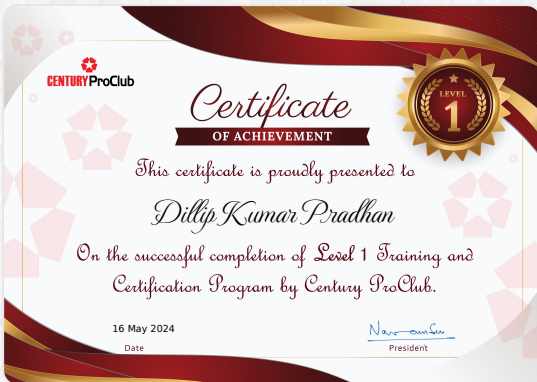 CENTURY ProClub
Certificate
OF ACHIEVEMENT
LEVEL
1
This certificate is proudly presented to
Dillip Kumar Pradhan
On the successful completion of Level 1 Training and
Certification Program by Century ProClub.
16 May 2024
Date
President